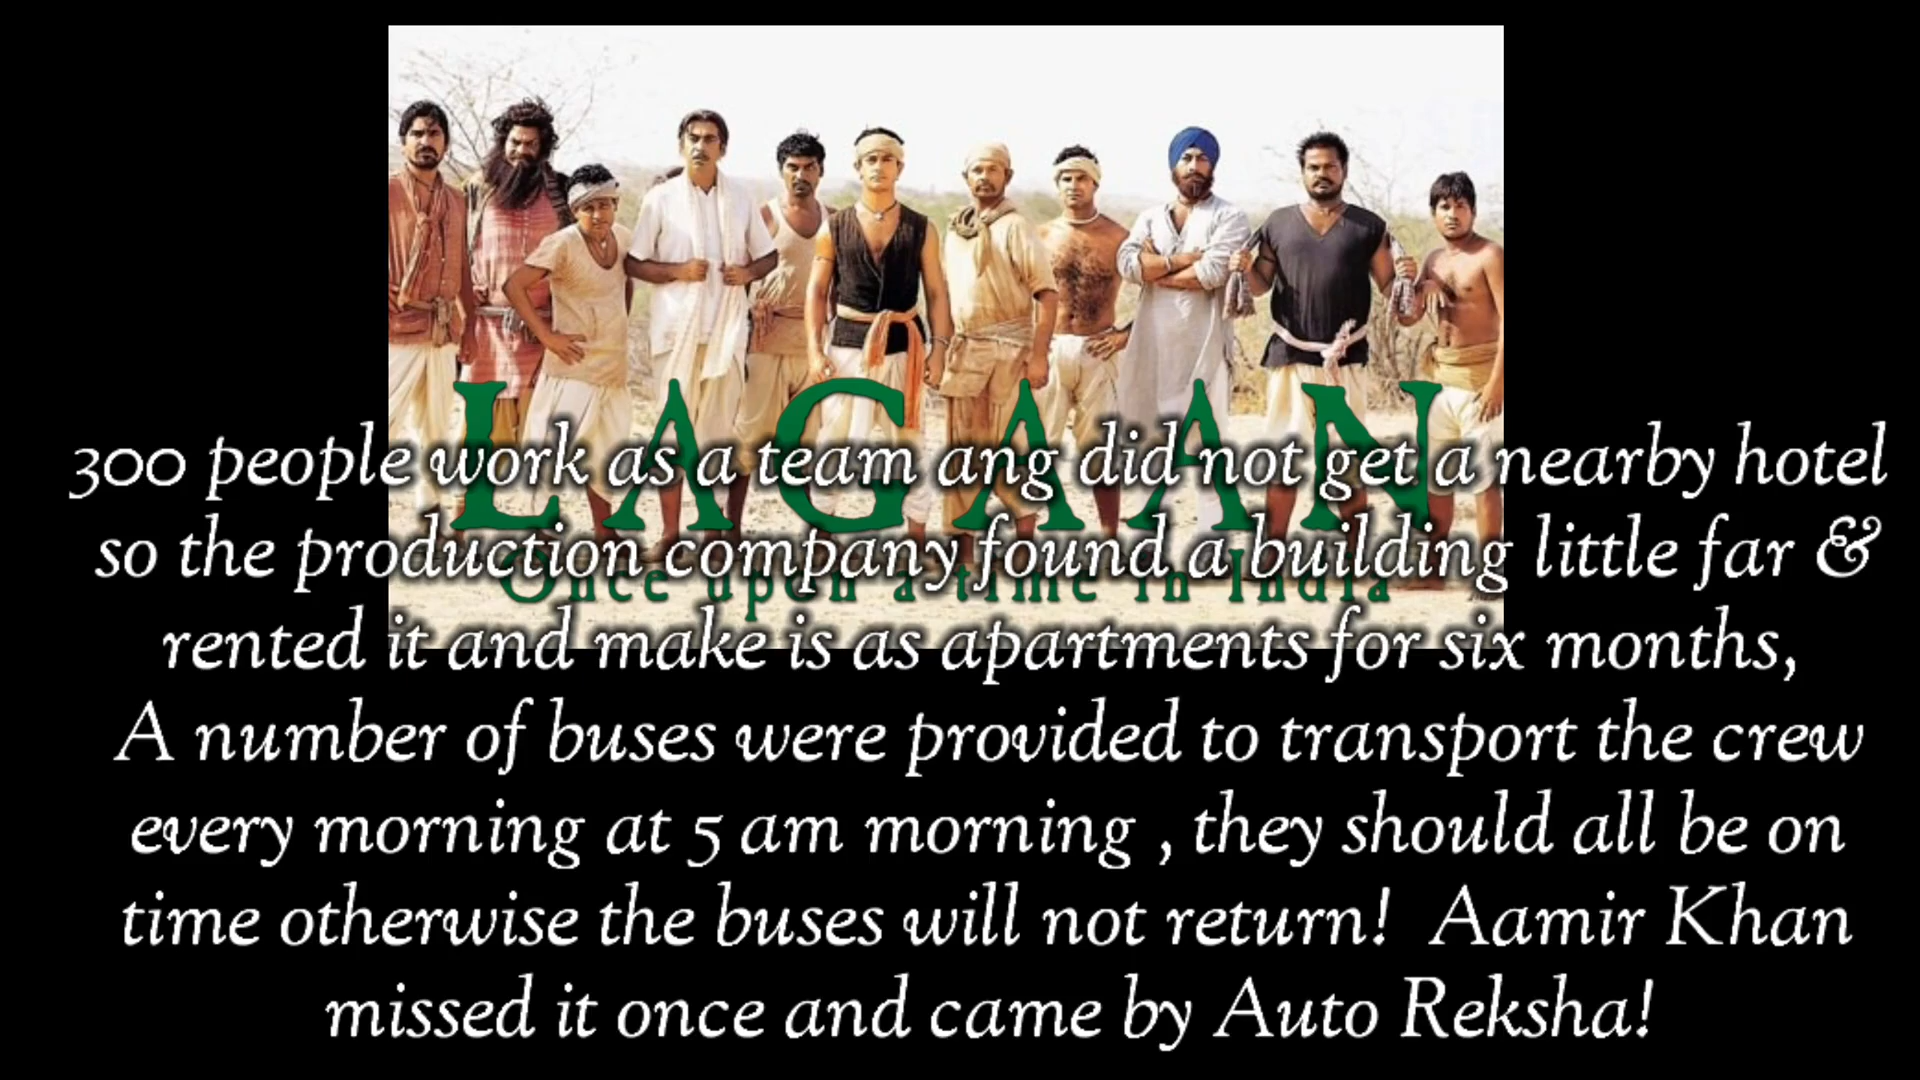 LAGAAN
Once upon a time in India
300 people work as a team ang did not get a nearby hotel
so the production company found a building little far &
rented it and make is as apartments for six months,
A number of buses were provided to transport the crew
every morning at 5 am morning , they should all be on
time otherwise the buses will not return! Aamir Khan
missed it once and came by Auto Reksha!